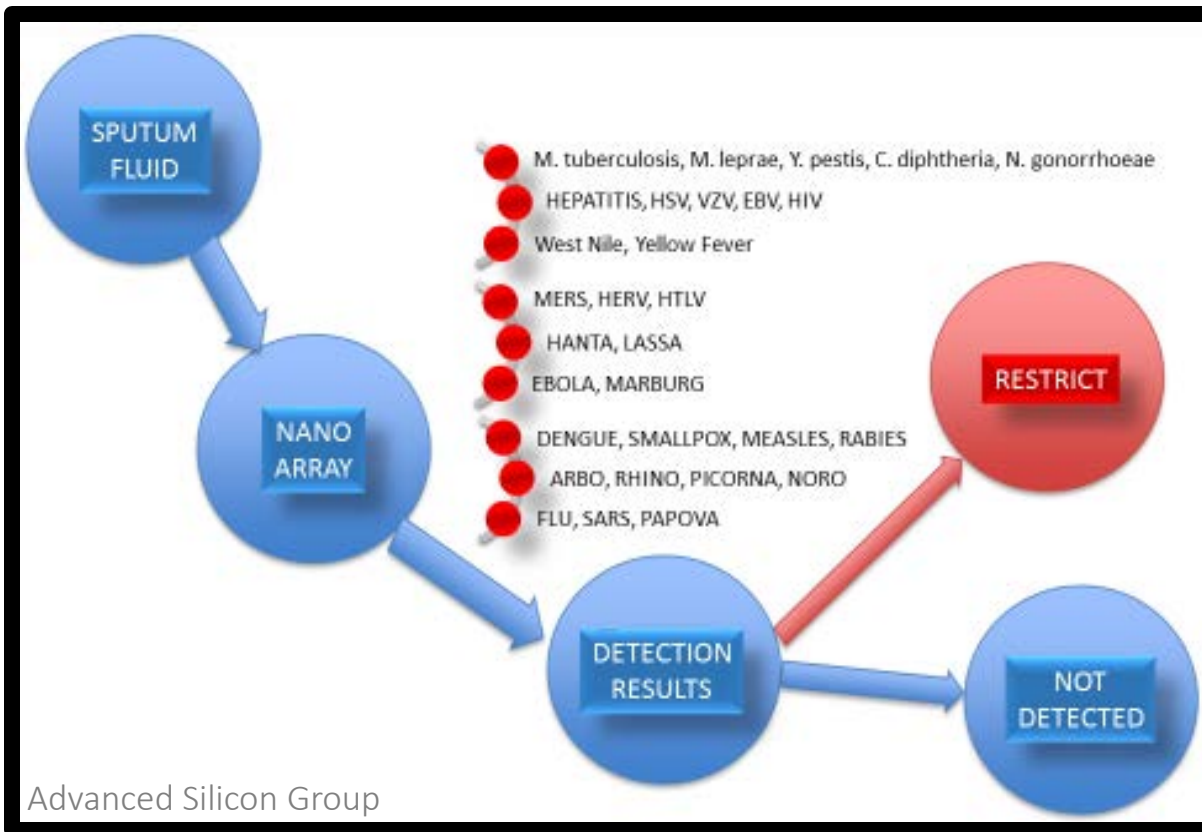 SPUTUM
FLUID
M. tuberculosis, M. leprae, Y. pestis, C. diphtheria, N. gonorrhoeae
HEPATITIS, HSV, VZV, EBV, HIV
West Nile, Yellow Fever
MERS, HERV, HTLV
HANTA, LASSA
EBOLA, MARBURG
DENGUE, SMALLPOX, MEASLES, RABIES
ARBO, RHINO, PICORNA, NORO
FLU, SARS, PAPOVA
NANO
ARRAY
RESTRICT
DETECTION
RESULTS
NOT
DETECTED
Advanced Silicon Group